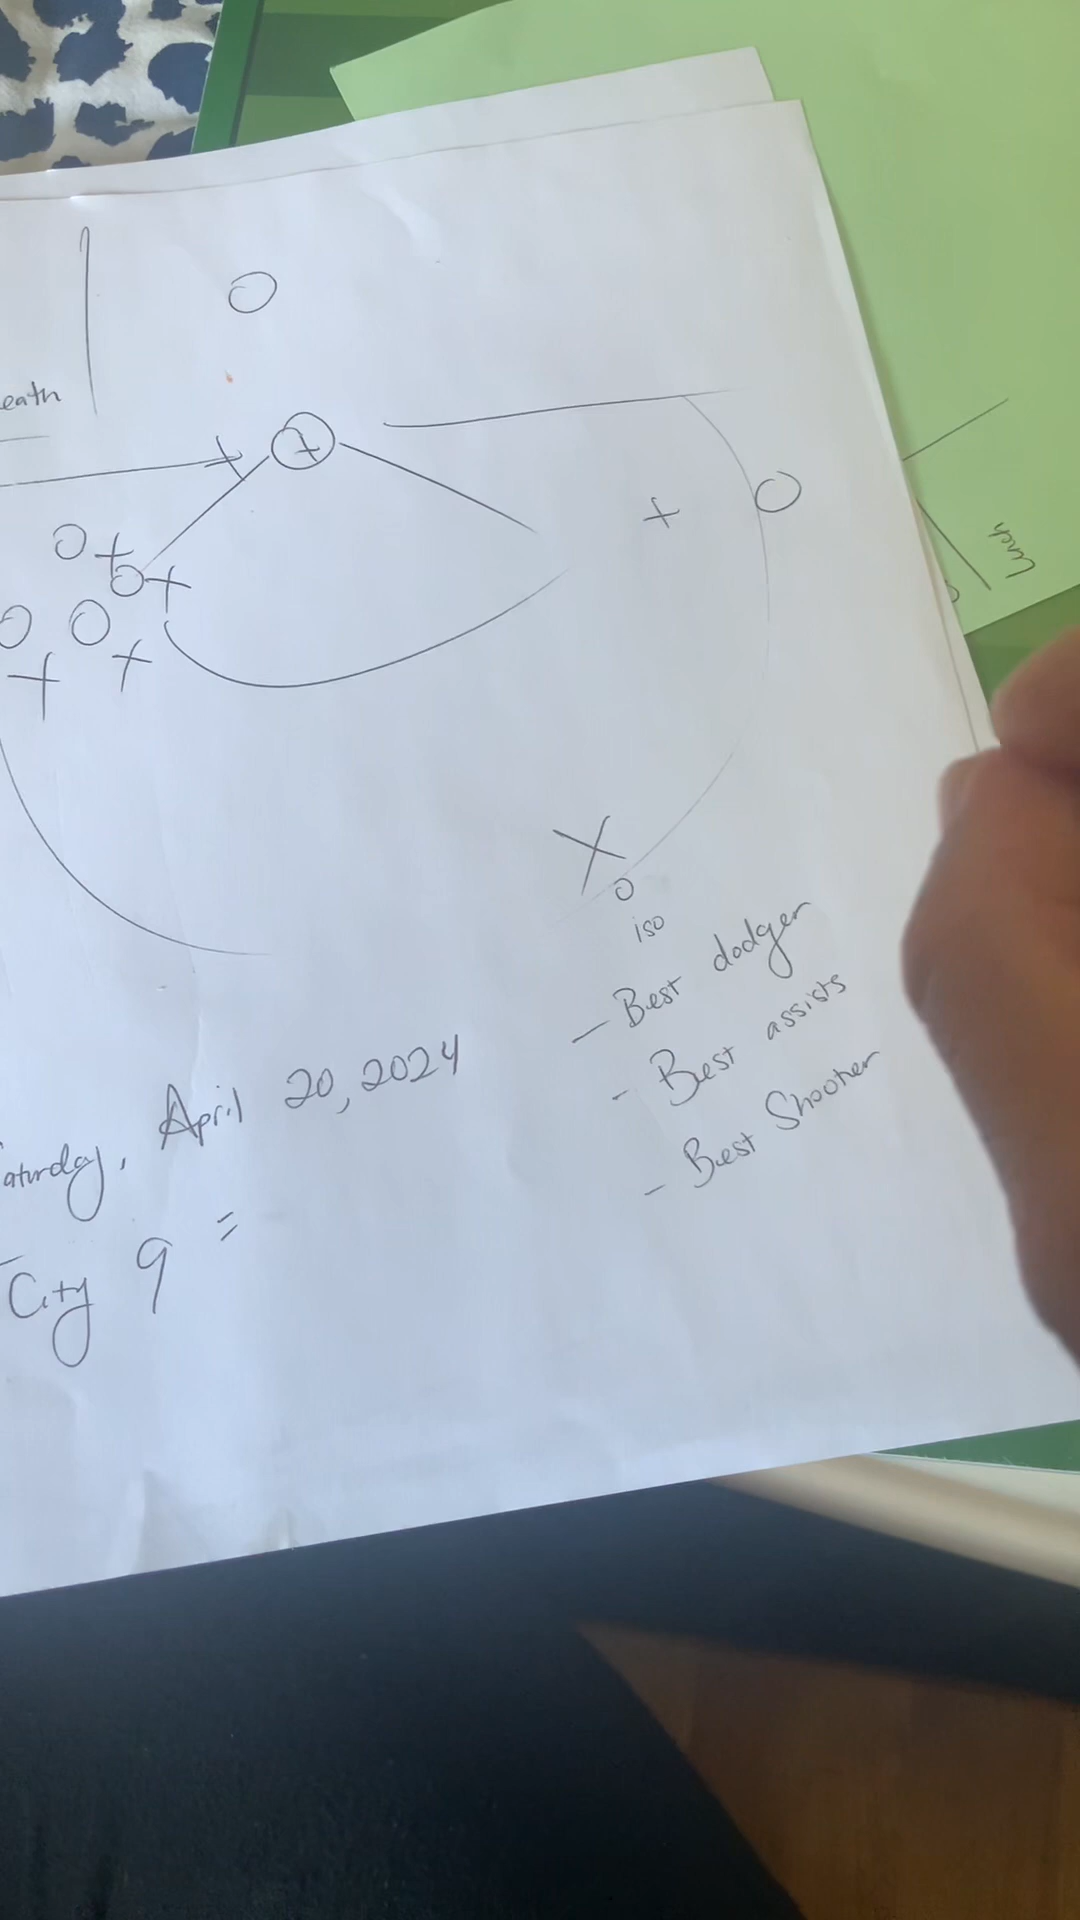 eath
Lunch
iso
- Best dodger
- Best assists
- Best Shooter
aturday, April 20, 2024
City 9 =